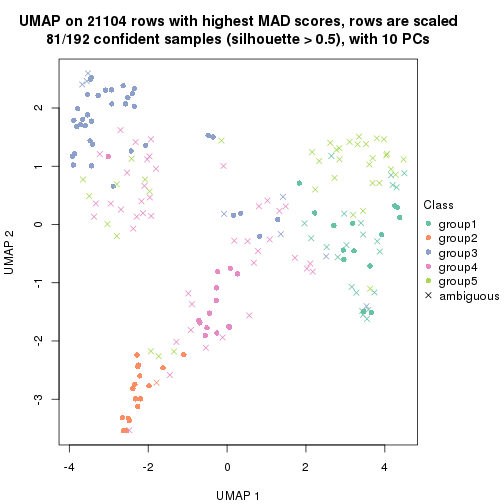 UMAP on 21104 rows with highest MAD scores, rows are scaled
81/192 confident samples (silhouette > 0.5), with 10 PCs
UMAP 2
2
1
0
-1
-2
-3
-4
-2
0
2
4
UMAP 1
Class
group1
group2
group3
group4
group5
ambiguous